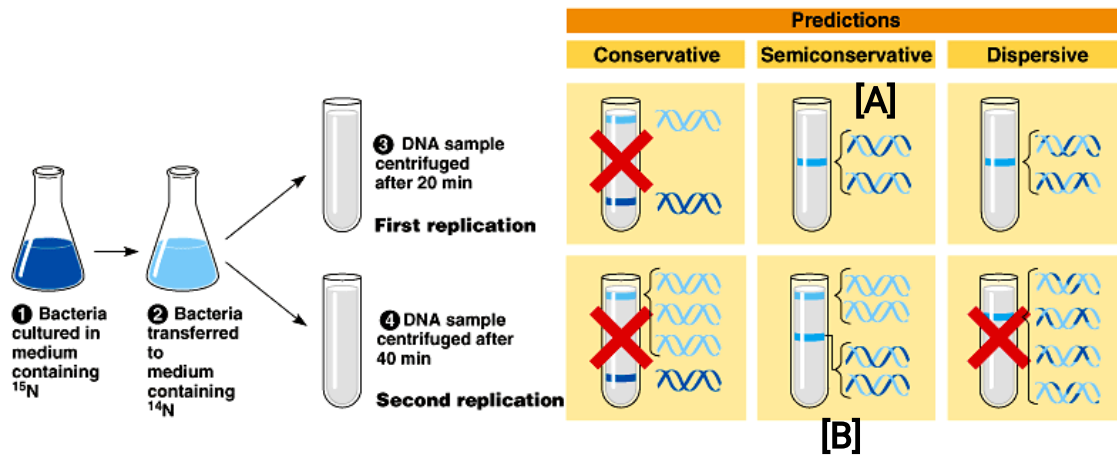 Predictions
Conservative
Semiconservative
Dispersive
[A]
❸ DNA sample
centrifuged
after 20 min
First replication
❶ Bacteria
cultured in
medium
containing
¹⁵N
❷ Bacteria
transferred
to
medium
containing
¹⁴N
❹ DNA sample
centrifuged after
40 min
Second replication
[B]